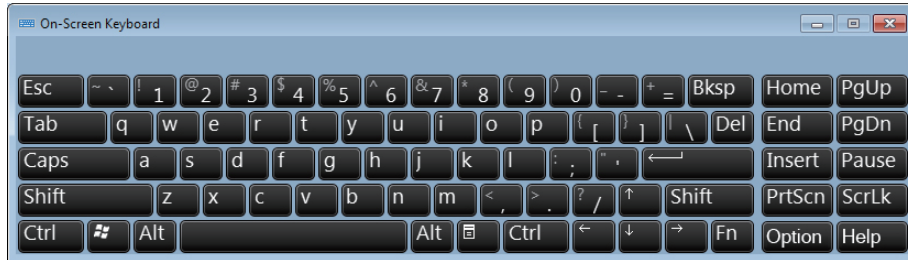 On-Screen Keyboard
Esc ~ ` ! 1 @ 2 # 3 $ 4 % 5 ^ 6 & 7 * 8 ( 9 ) 0 _ - + = Bksp Home PgUp
Tab q w e r t y u i o p { [ } ] | \ Del End PgDn
Caps a s d f g h j k l : ; " ' Insert Pause
Shift z x c v b n m < , > . ? / ↑ Shift PrtScn ScrLk
Ctrl Alt Alt Ctrl ← ↓ → Fn Option Help